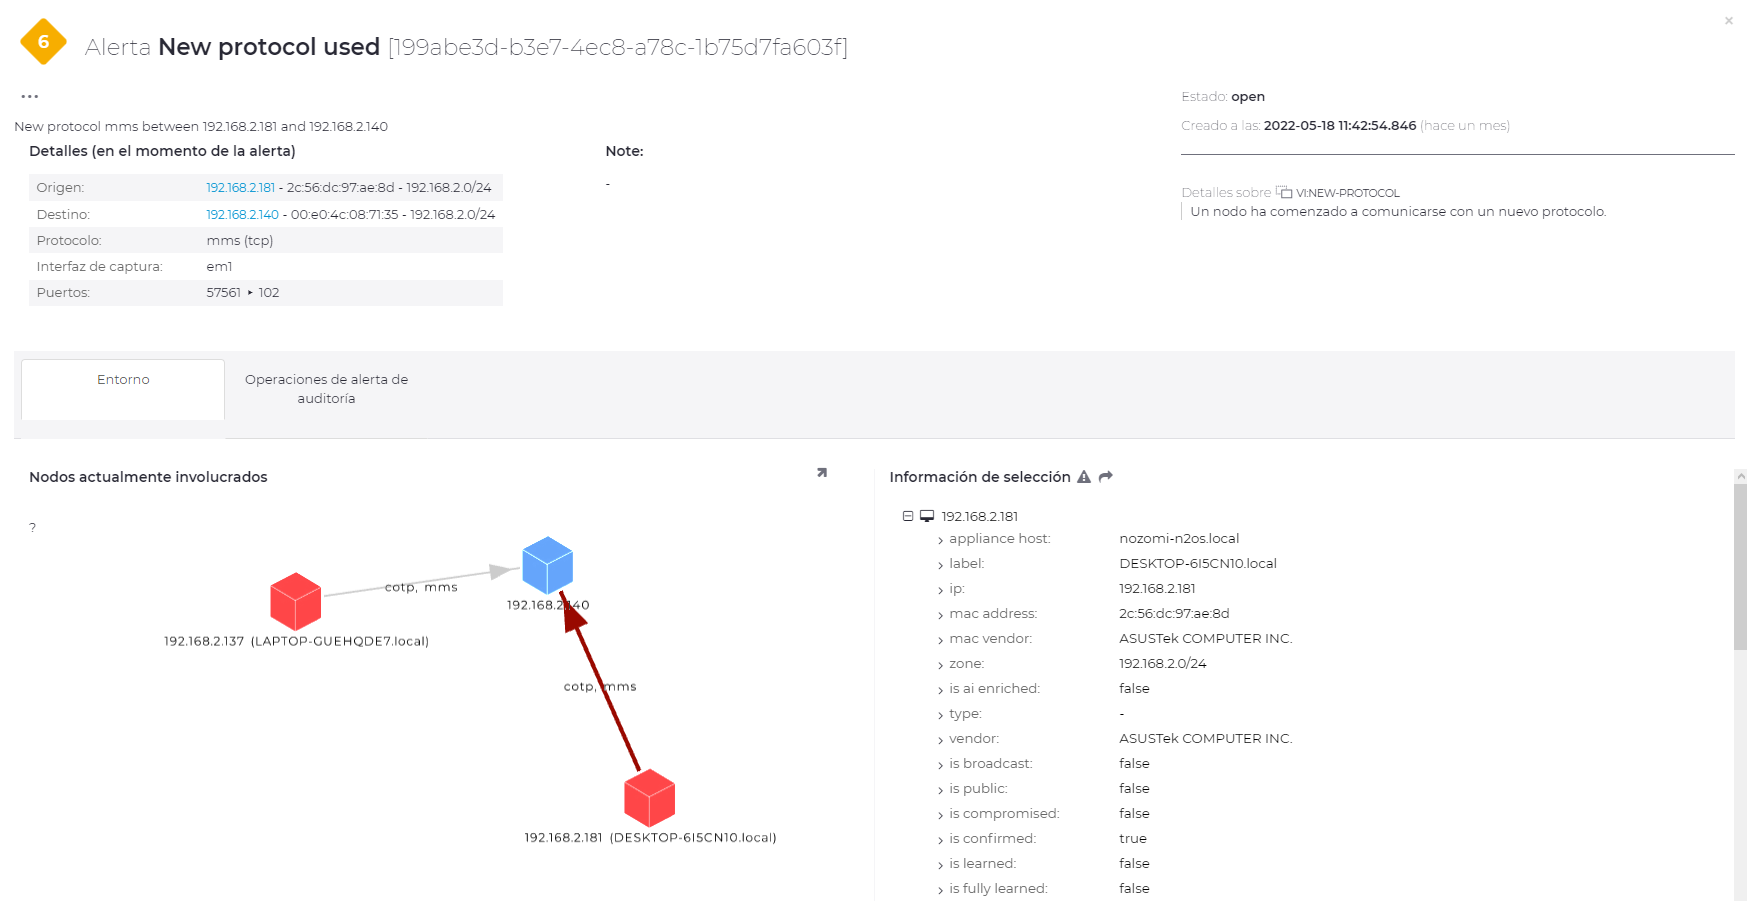 ×
6
Alerta New protocol used [199abe3d-b3e7-4ec8-a78c-1b75d7fa603f]
...
New protocol mms between 192.168.2.181 and 192.168.2.140
Detalles (en el momento de la alerta)
Origen: 192.168.2.181 - 2c:56:dc:97:ae:8d - 192.168.2.0/24
Destino: 192.168.2.140 - 00:e0:4c:08:71:35 - 192.168.2.0/24
Protocolo: mms (tcp)
Interfaz de captura: em1
Puertos: 57561 ‣ 102
Note:
-
Estado: open
Creado a las: 2022-05-18 11:42:54.846 (hace un mes)
Detalles sobre VI:NEW-PROTOCOL
Un nodo ha comenzado a comunicarse con un nuevo protocolo.
Entorno
Operaciones de alerta de
auditoría
Nodos actualmente involucrados
?
cotp, mms
192.168.2.140
192.168.2.137 (LAPTOP-GUEHQDE7.local)
cotp, mms
192.168.2.181 (DESKTOP-6I5CN10.local)
Información de selección
192.168.2.181
appliance host: nozomi-n2os.local
label: DESKTOP-6I5CN10.local
ip: 192.168.2.181
mac address: 2c:56:dc:97:ae:8d
mac vendor: ASUSTek COMPUTER INC.
zone: 192.168.2.0/24
is ai enriched: false
type: -
vendor: ASUSTek COMPUTER INC.
is broadcast: false
is public: false
is compromised: false
is confirmed: true
is learned: false
is fully learned: false